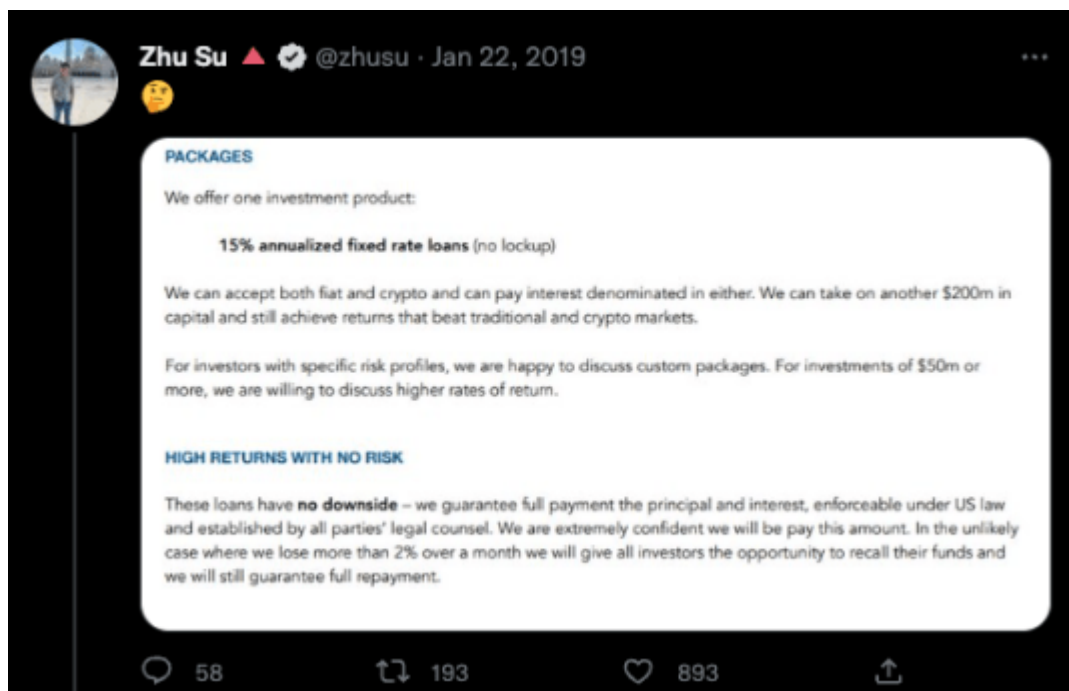 Zhu Su 🔺 @zhusu · Jan 22, 2019
🤔
PACKAGES
We offer one investment product:
15% annualized fixed rate loans (no lockup)
We can accept both fiat and crypto and can pay interest denominated in either. We can take on another $200m in
capital and still achieve returns that beat traditional and crypto markets.
For investors with specific risk profiles, we are happy to discuss custom packages. For investments of $50m or
more, we are willing to discuss higher rates of return.
HIGH RETURNS WITH NO RISK
These loans have no downside – we guarantee full payment the principal and interest, enforceable under US law
and established by all parties' legal counsel. We are extremely confident we will be pay this amount. In the unlikely
case where we lose more than 2% over a month we will give all investors the opportunity to recall their funds and
we will still guarantee full repayment.
58 193 893